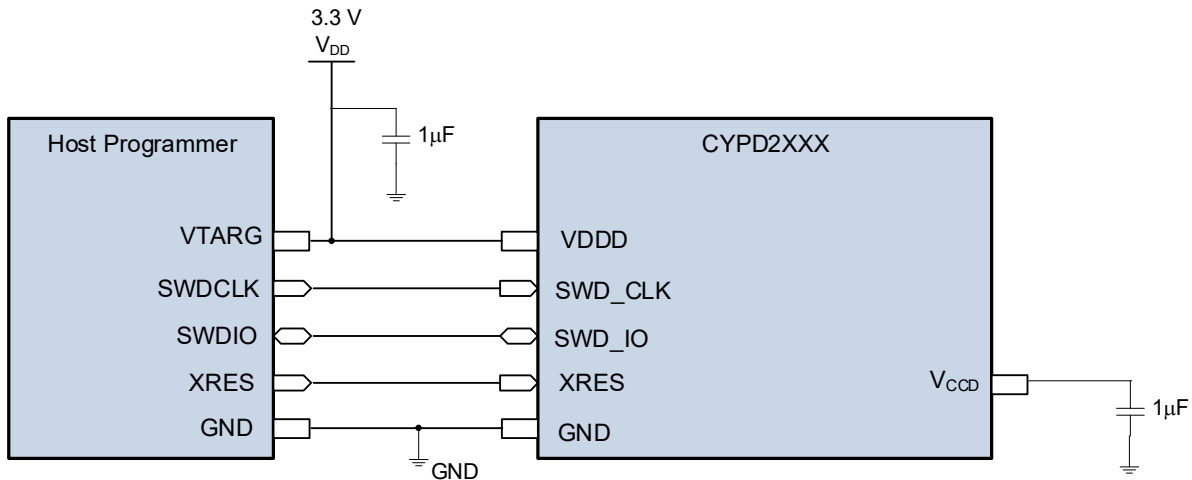 3.3 V
VDD
1μF
Host Programmer
CYPD2XXX
VTARG
VDDD
SWDCLK
SWD_CLK
SWDIO
SWD_IO
XRES
XRES
VCCD
1μF
GND
GND
GND